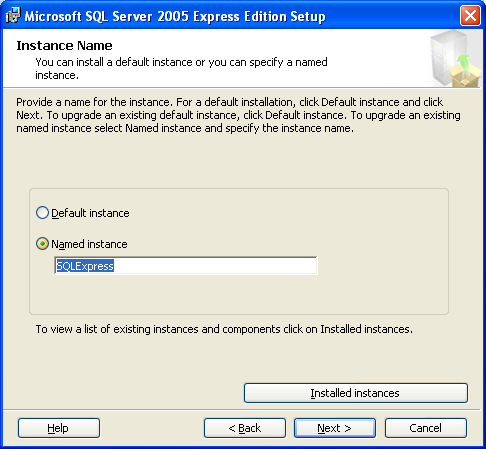 Microsoft SQL Server 2005 Express Edition Setup
Instance Name
You can install a default instance or you can specify a named
instance.
Provide a name for the instance. For a default installation, click Default instance and click
Next. To upgrade an existing default instance, click Default instance. To upgrade an existing
named instance select Named instance and specify the instance name.
Default instance
Named instance
SQLExpress
To view a list of existing instances and components click on Installed instances.
Installed instances
Help
< Back
Next >
Cancel